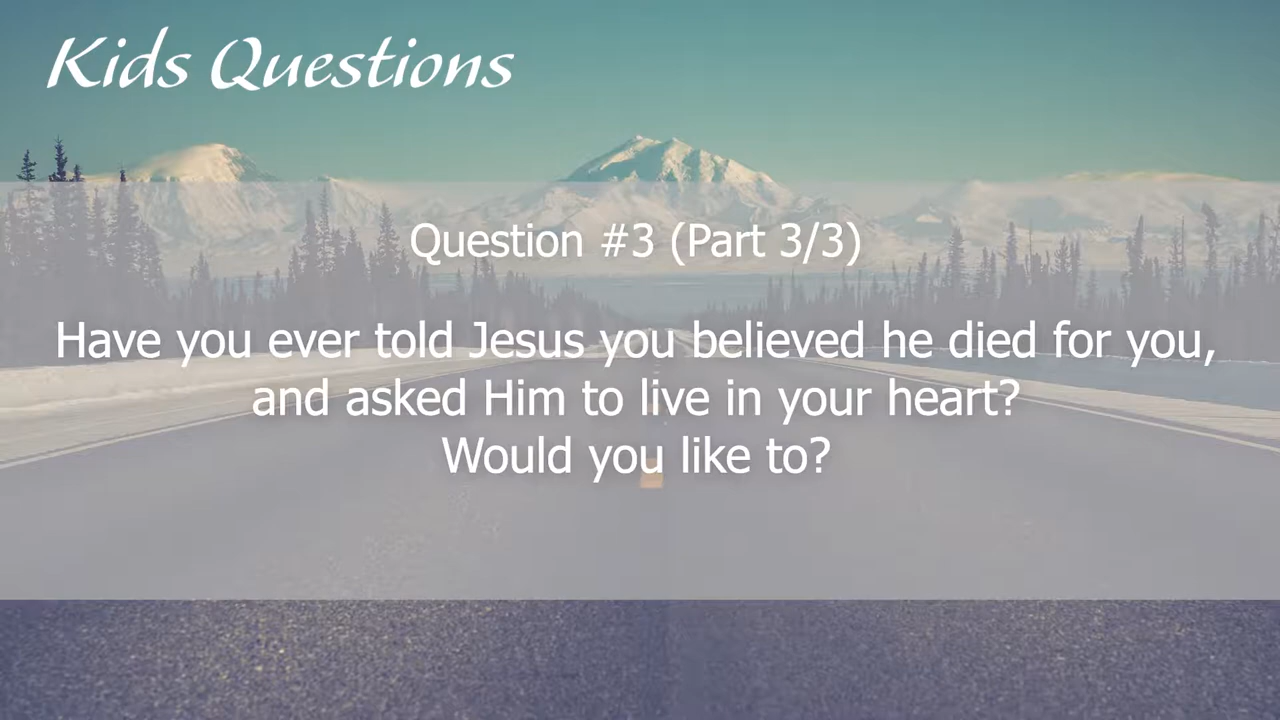 Kids Questions
Question #3 (Part 3/3)
Have you ever told Jesus you believed he died for you,
and asked Him to live in your heart?
Would you like to?